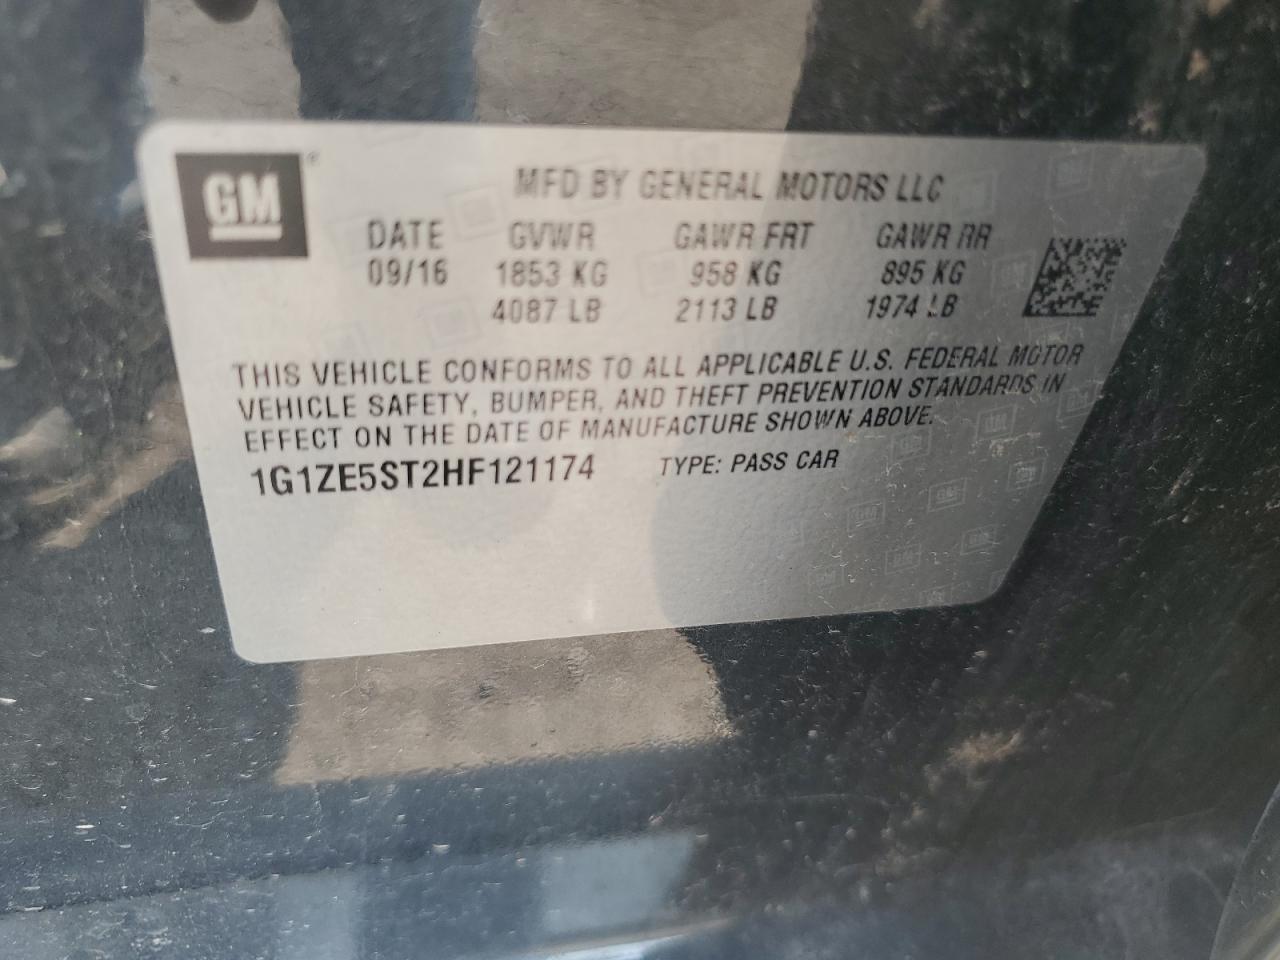 GM
MFD BY GENERAL MOTORS LLC
DATE GVWR GAWR FRT GAWR RR
09/16 1853 KG 958 KG 895 KG
4087 LB 2113 LB 1974 LB
THIS VEHICLE CONFORMS TO ALL APPLICABLE U.S. FEDERAL MOTOR
VEHICLE SAFETY, BUMPER, AND THEFT PREVENTION STANDARDS IN
EFFECT ON THE DATE OF MANUFACTURE SHOWN ABOVE.
1G1ZE5ST2HF121174 TYPE: PASS CAR